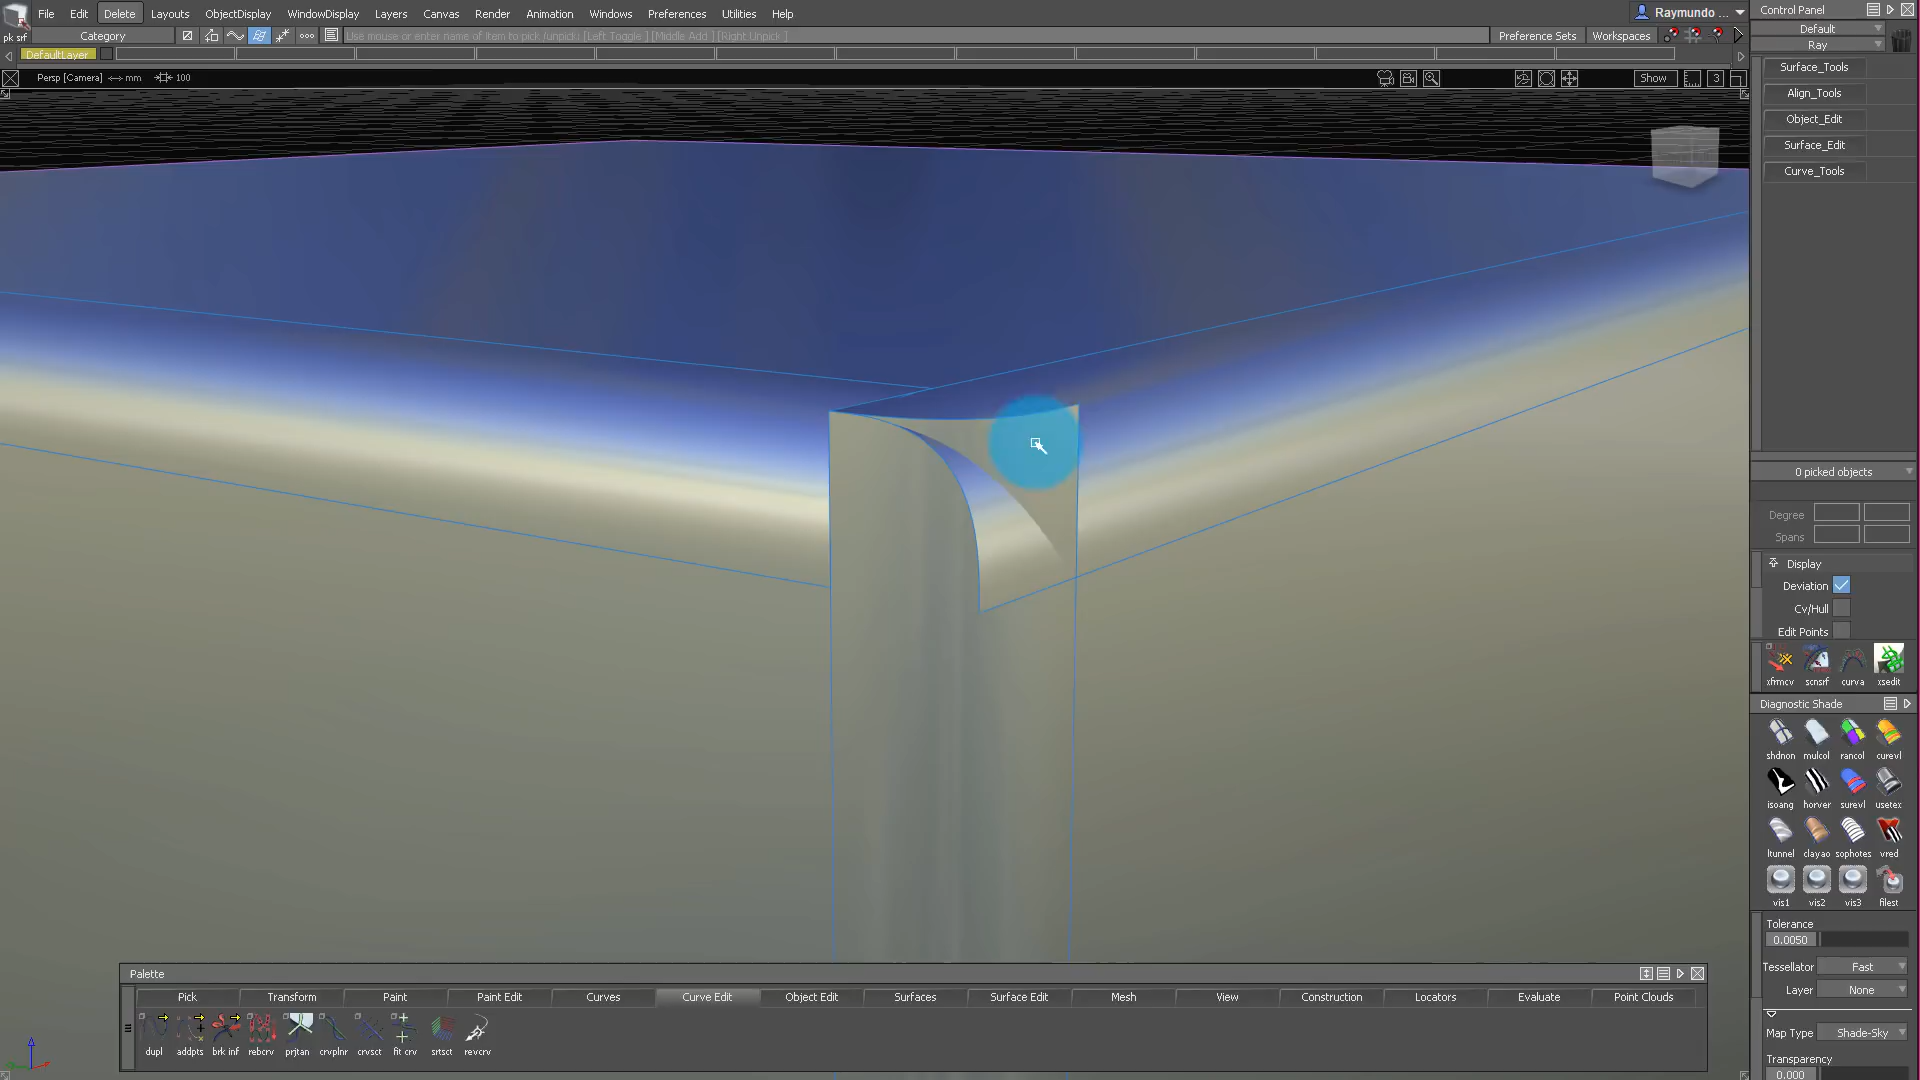 File Edit Delete Layouts ObjectDisplay WindowDisplay Layers Canvas Render Animation Windows Preferences Utilities Help
Raymundo ...
Control Panel
pk srf
Category
Use mouse or enter name of item to pick /unpick [Left Toggle ] [Middle Add ] [Right Unpick ]
Preference Sets Workspaces
Default
Ray
DefaultLayer
Persp [Camera] mm 100
Show 3
Surface_Tools
Align_Tools
Object_Edit
Surface_Edit
Curve_Tools
0 picked objects
Degree
Spans
Display
Deviation
Cv/Hull
Edit Points
xfrmcv scnsrf curva xsedit
Diagnostic Shade
shdnon mulcol rancol curevl
isoang horver surevl usetex
ltunnel clayao sophotes vred
vis1 vis2 vis3 filest
Tolerance
0.0050
Tessellator Fast
Layer None
Map Type Shade-Sky
Transparency
0.000
Palette
Pick Transform Paint Paint Edit Curves Curve Edit Object Edit Surfaces Surface Edit Mesh View Construction Locators Evaluate Point Clouds
dupl addpts brk inf rebcrv prjtan crvplnr crvsct fit crv srtsct revcrv